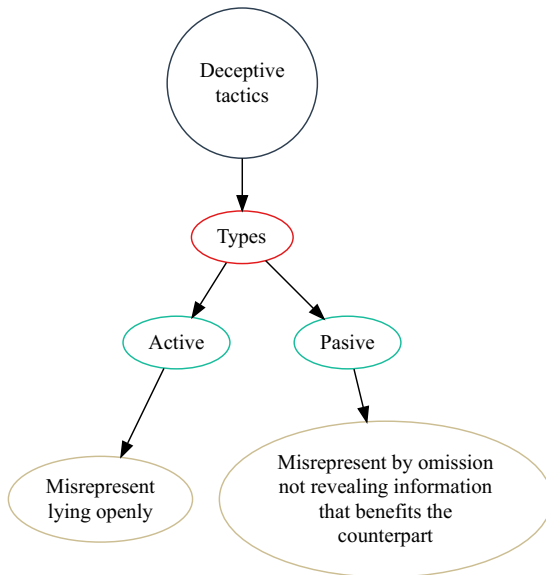 Deceptive
tactics
Types
Active
Pasive
Misrepresent
lying openly
Misrepresent by omission
not revealing information
that benefits the
counterpart